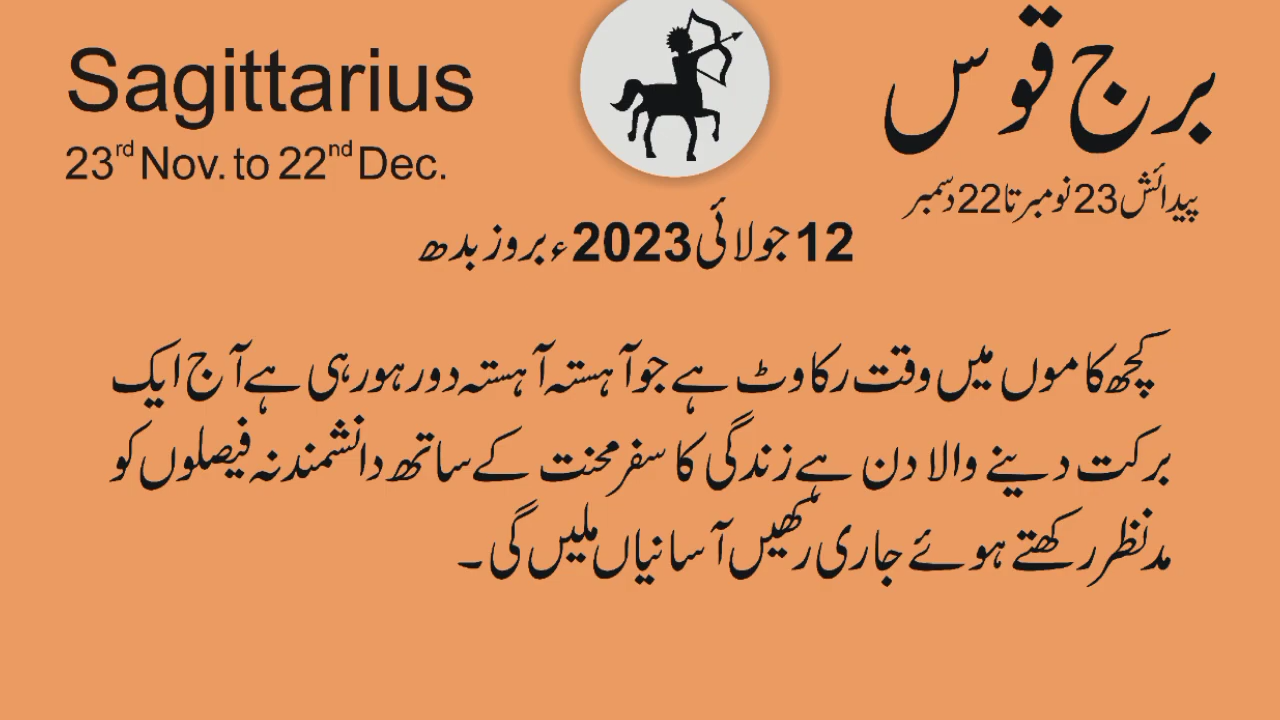 Sagittarius
23rd Nov. to 22nd Dec.
برج قوس
پیدائش 23 نومبر تا 22 دسمبر
12 جولائی 2023ء بروز بدھ
کچھ کاموں میں وقت رکاوٹ ہے جو آہستہ آہستہ دور ہو رہی ہے آج ایک
برکت دینے والا دن ہے زندگی کا سفر محنت کے ساتھ دانشمندانہ فیصلوں کو
مدنظر رکھتے ہوئے جاری رکھیں آسانیاں ملیں گی۔